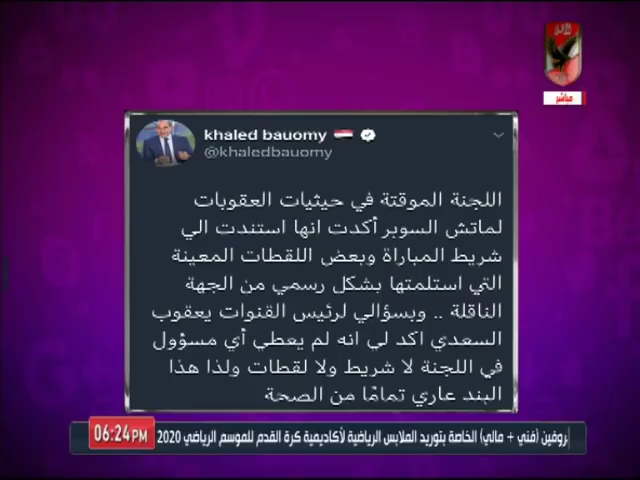 مباشر
khaled bauomy
@khaledbauomy
اللجنة الموقتة في حيثيات العقوبات
لماتش السوبر أكدت انها استندت الي
شريط المباراة وبعض اللقطات المعينة
التي استلمتها بشكل رسمي من الجهة
الناقلة .. وبسؤالي لرئيس القنوات يعقوب
السعدي اكد لي انه لم يعطي أي مسؤول
في اللجنة لا شريط ولا لقطات ولذا هذا
البند عاري تمامًا من الصحة
06:24 PM
بروفين (فني + مالي) الخاصة بتوريد الملابس الرياضية لأكاديمية كرة القدم للموسم الرياضي 2020